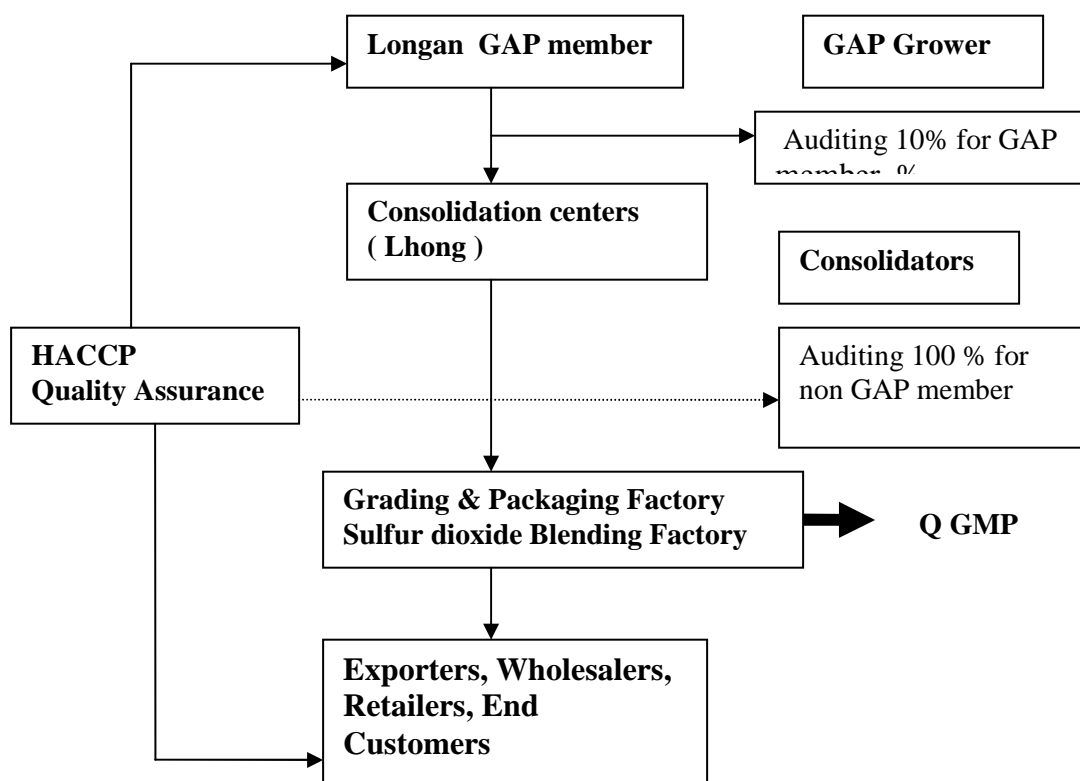 Longan GAP member
GAP Grower
Auditing 10% for GAP
member %
Consolidation centers
( Lhong )
Consolidators
HACCP
Quality Assurance
Auditing 100 % for
non GAP member
Grading & Packaging Factory
Sulfur dioxide Blending Factory
Q GMP
Exporters, Wholesalers,
Retailers, End
Customers